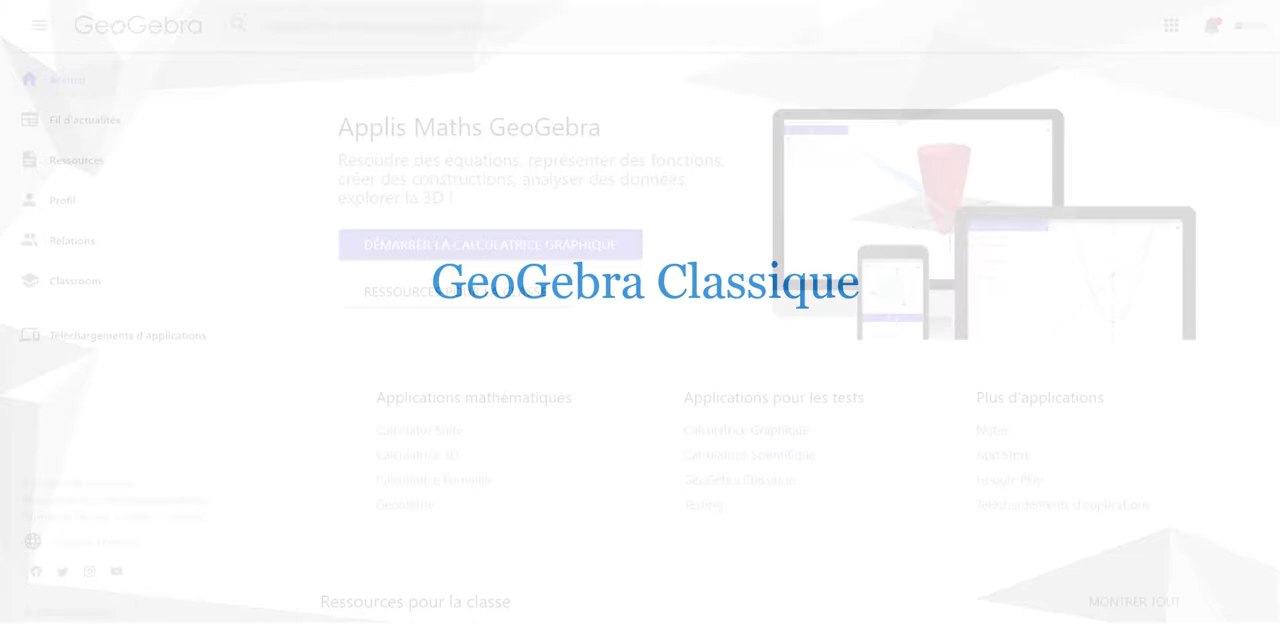 GeoGebra
Accueil
Fil d'actualités
Ressources
Profil
Relations
Classroom
Téléchargements d'applications
Applis Maths GeoGebra
Résoudre des équations, représenter des fonctions,
créer des constructions, analyser des données,
explorer la 3D !
DÉMARRER LA CALCULATRICE GRAPHIQUE
RESSOURCES
GeoGebra Classique
Applications mathématiques
Calculator Suite
Calculatrice 3D
Calculatrice Formelle
Géométrie
Applications pour les tests
Calculatrice Graphique
Calculatrice Scientifique
GeoGebra Classique
Testing
Plus d'applications
Notes
App Store
Google Play
Téléchargements d'applications
Ressources pour la classe
MONTRER TOUT